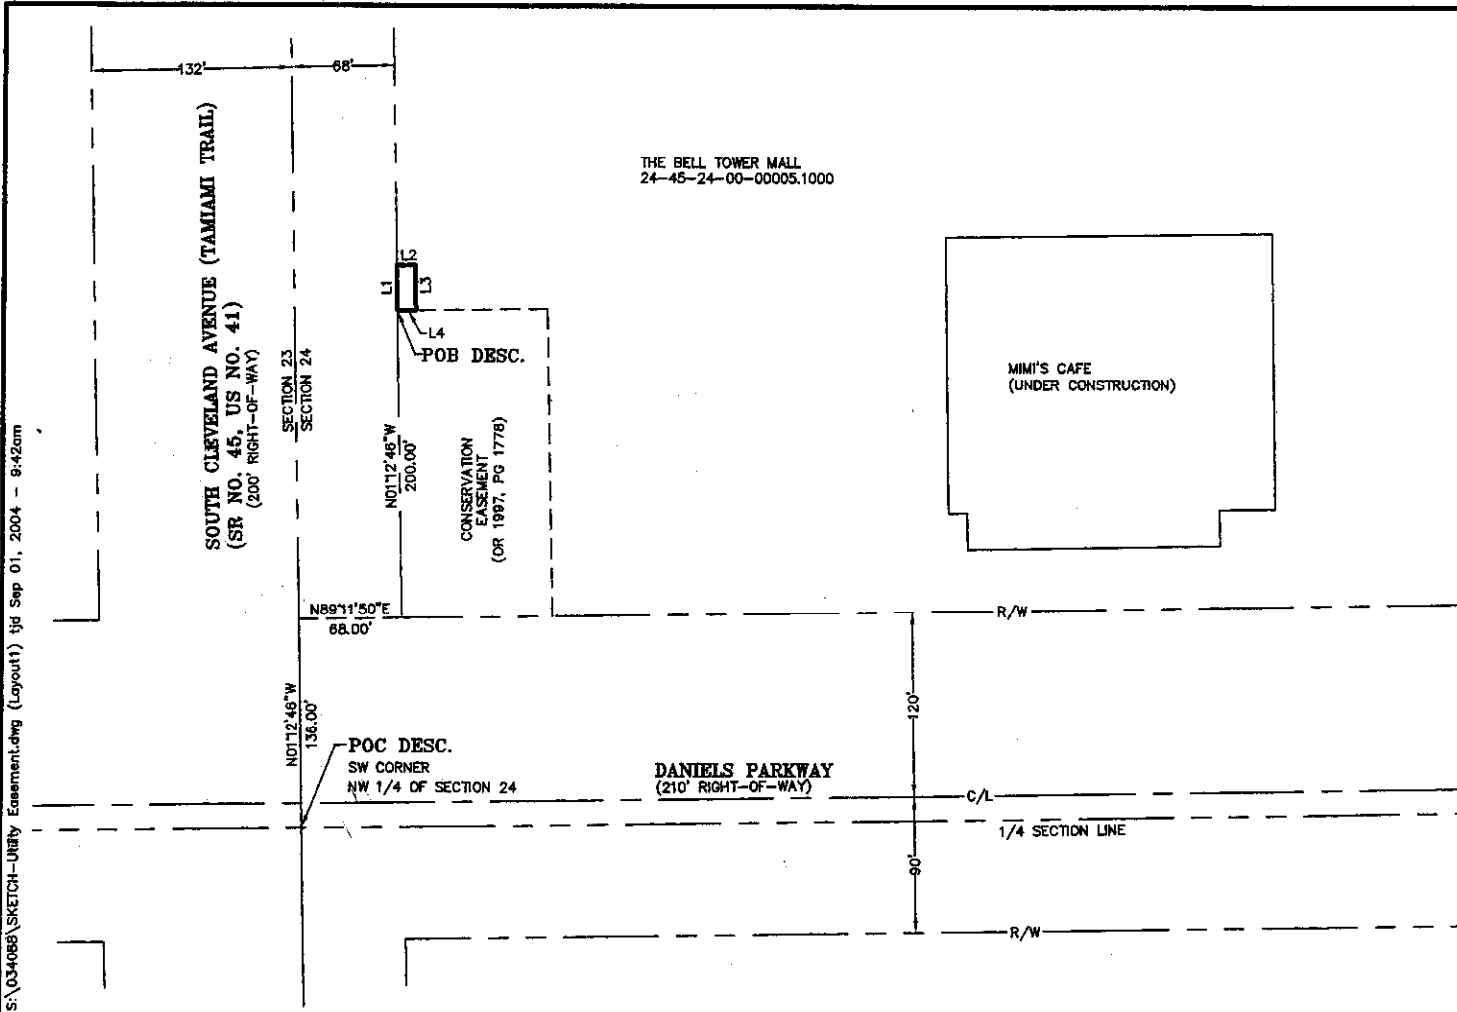 132'
68'
THE BELL TOWER MALL
24-45-24-00-00005.1000
SOUTH CLEVELAND AVENUE (TAMIAMI TRAIL)
(SR NO. 45, US NO. 41)
(200' RIGHT-OF-WAY)
SECTION 23
SECTION 24
L2
L1
L3
L4
POB DESC.
MIMI'S CAFE
(UNDER CONSTRUCTION)
N01°12'46"W
200.00'
CONSERVATION
EASEMENT
(OR 1997, PG 1778)
N89°11'50"E
68.00'
R/W
N01°12'46"W
136.00'
120'
POC DESC.
SW CORNER
NW 1/4 OF SECTION 24
DANIELS PARKWAY
(210' RIGHT-OF-WAY)
C/L
1/4 SECTION LINE
90'
R/W
S:\034088\SKETCH-Utility Easement.dwg (Layout1) tjd Sep 01, 2004 - 9:42am